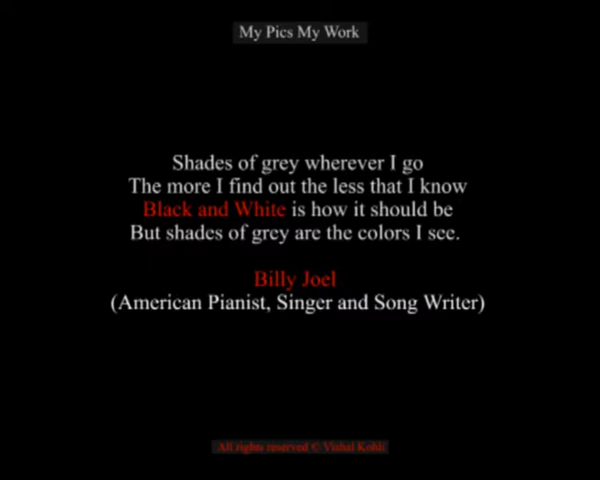 My Pics My Work
Shades of grey wherever I go
The more I find out the less that I know
Black and White is how it should be
But shades of grey are the colors I see.
Billy Joel
(American Pianist, Singer and Song Writer)
All rights reserved © Vishal Kohli